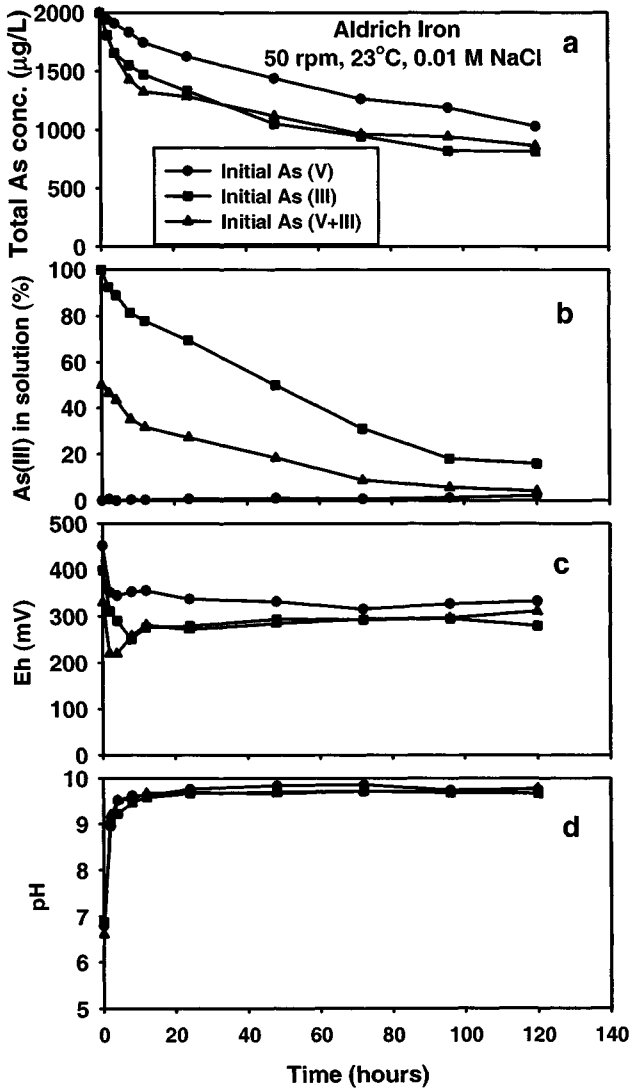 Aldrich Iron
50 rpm, 23°C, 0.01 M NaCl
a
Total As conc. (µg/L)
2000
1500
1000
500
0
Initial As (V)
Initial As (III)
Initial As (V+III)
b
As(III) in solution (%)
100
80
60
40
20
0
c
Eh (mV)
500
400
300
200
100
0
d
pH
10
9
8
7
6
5
0 20 40 60 80 100 120 140
Time (hours)